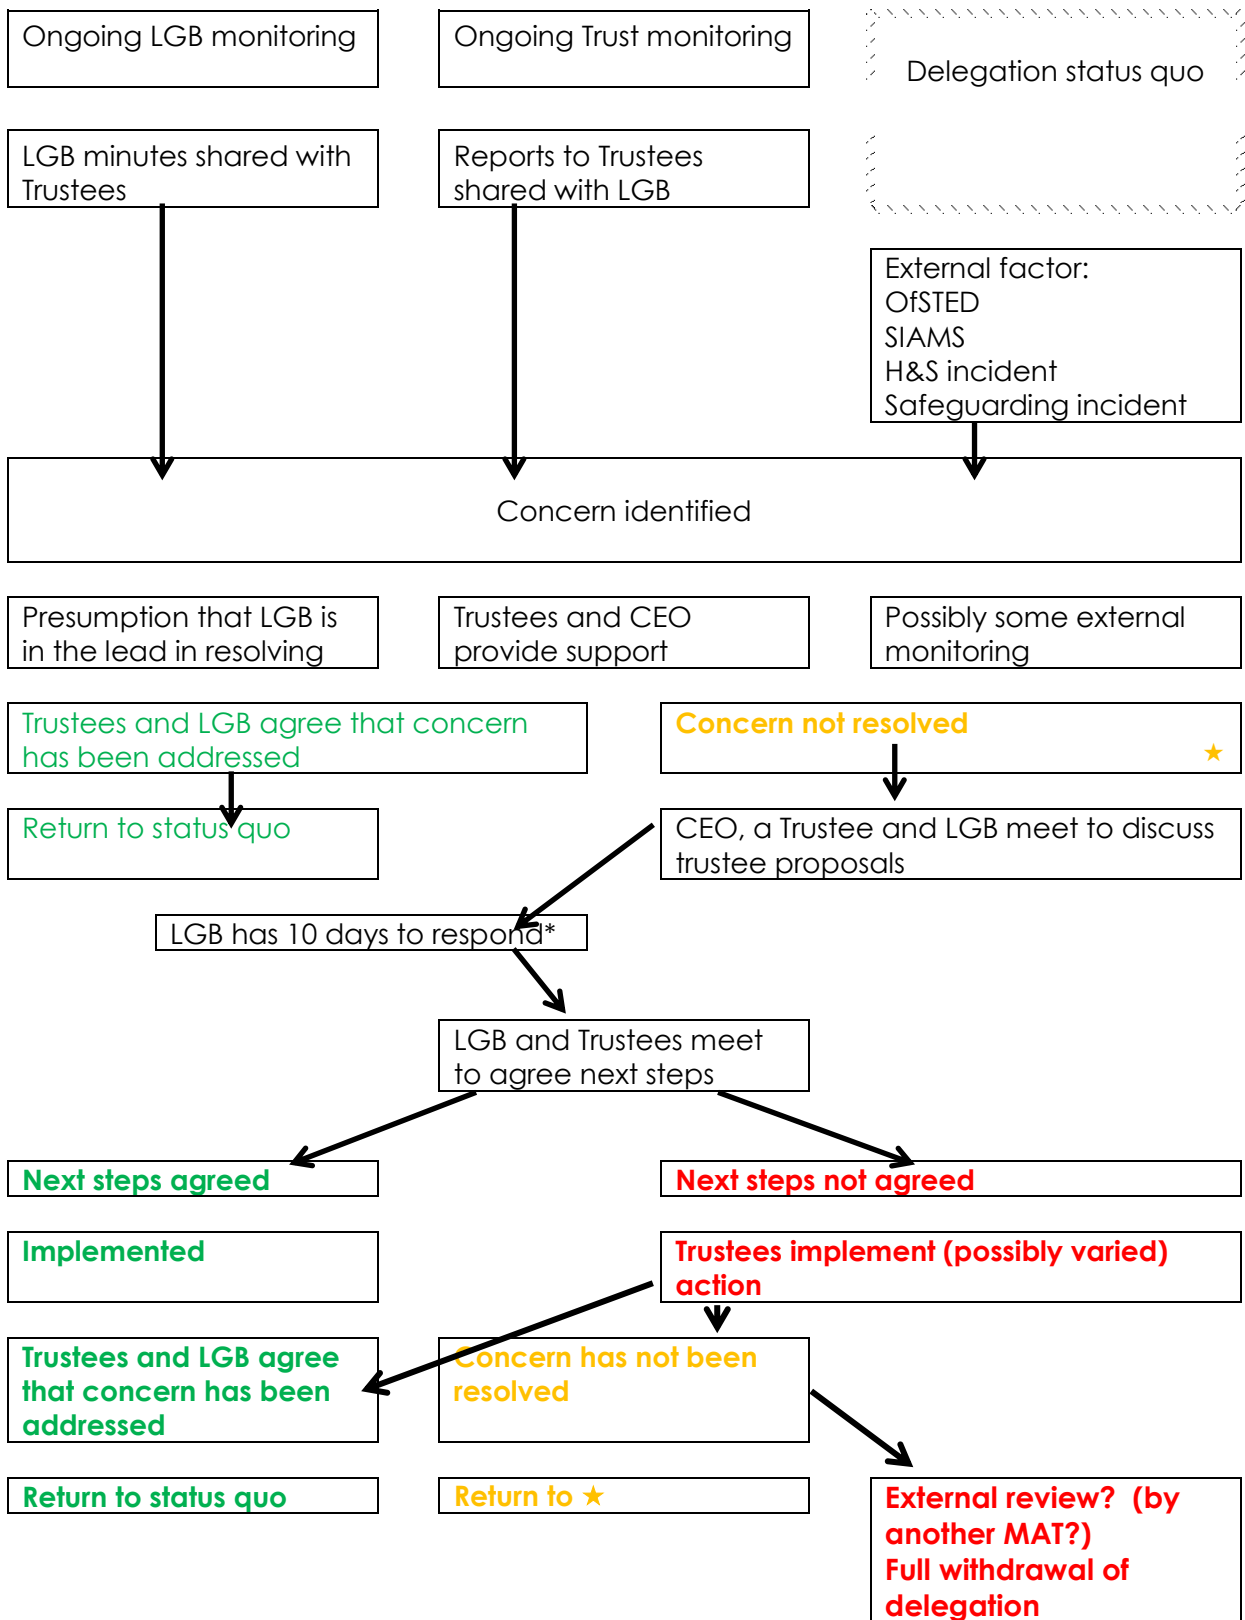 Ongoing LGB monitoring
Ongoing Trust monitoring
Delegation status quo
LGB minutes shared with
Trustees
Reports to Trustees
shared with LGB
External factor:
OfSTED
SIAMS
H&S incident
Safeguarding incident
Concern identified
Presumption that LGB is
in the lead in resolving
Trustees and CEO
provide support
Possibly some external
monitoring
Trustees and LGB agree that concern
has been addressed
Concern not resolved
★
Return to status quo
CEO, a Trustee and LGB meet to discuss
trustee proposals
LGB has 10 days to respond*
LGB and Trustees meet
to agree next steps
Next steps agreed
Next steps not agreed
Implemented
Trustees implement (possibly varied)
action
Trustees and LGB agree
that concern has been
addressed
Concern has not been
resolved
Return to status quo
Return to ★
External review? (by
another MAT?)
Full withdrawal of
delegation